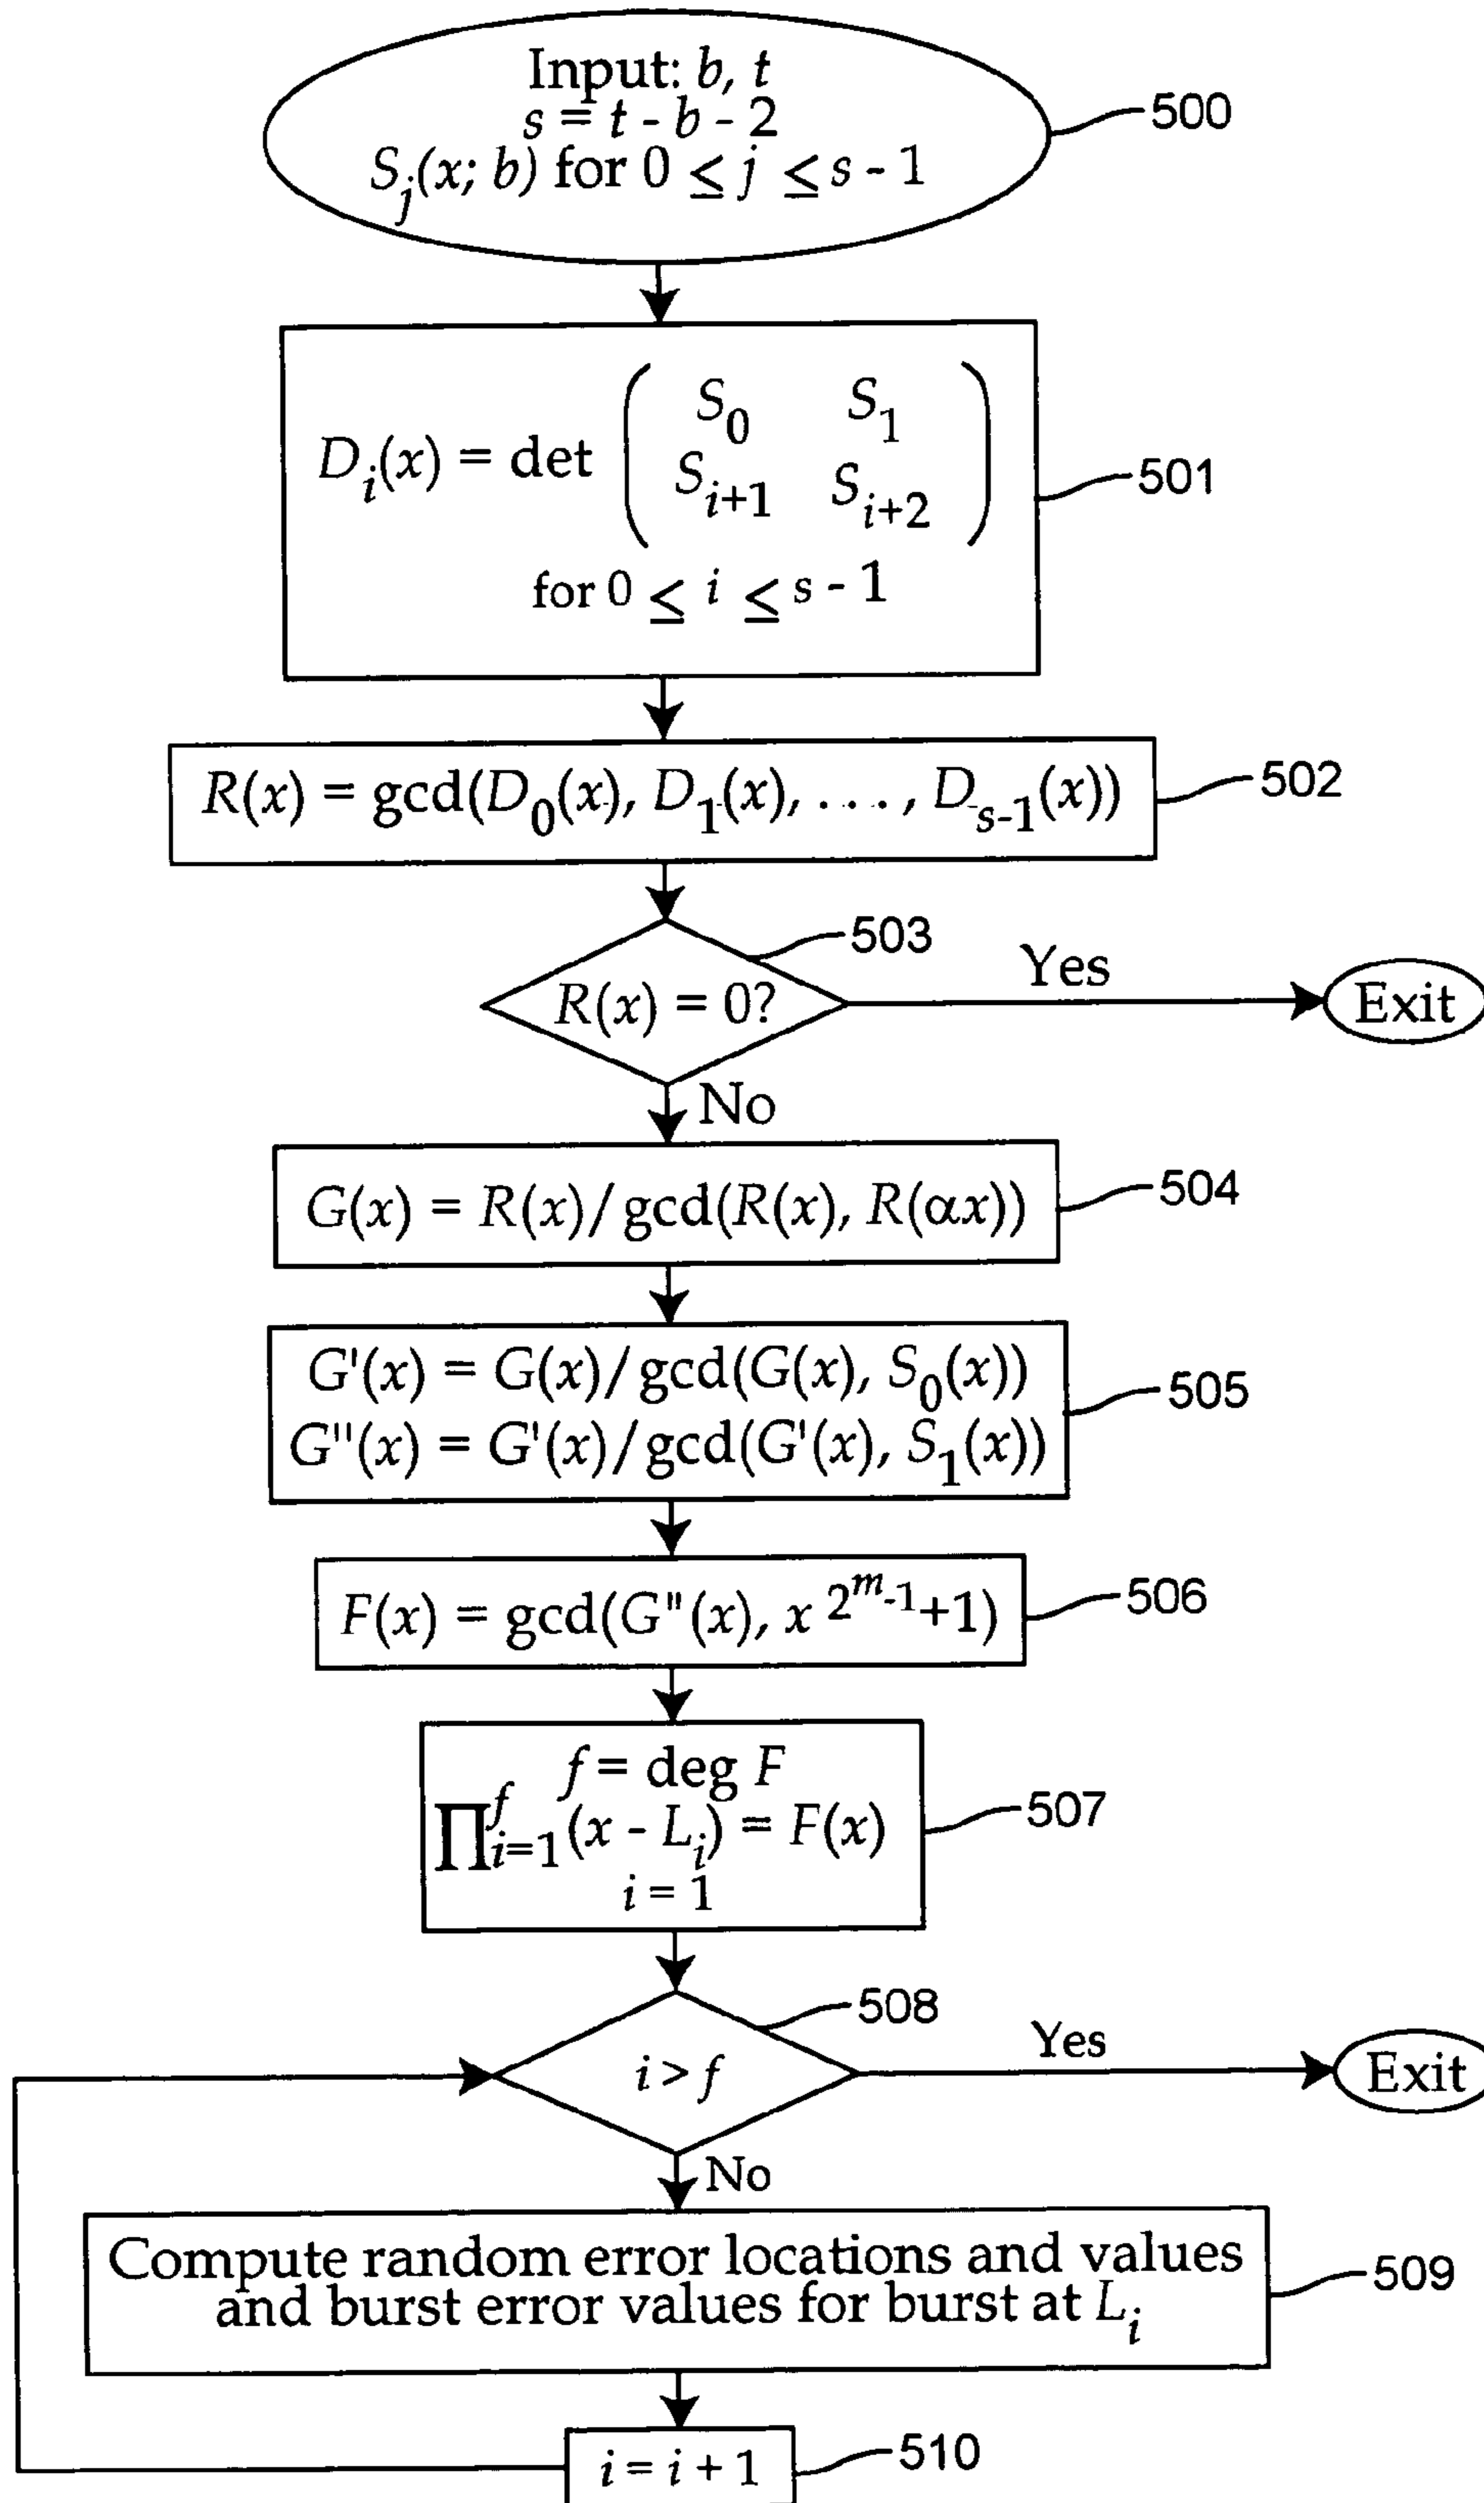 Input: b, t
s = t - b - 2
S_j(x; b) for 0 ≤ j ≤ s - 1
500
D_i(x) = det ( S_0 S_1
S_{i+1} S_{i+2} )
for 0 ≤ i ≤ s - 1
501
R(x) = gcd(D_0(x), D_1(x), . . . , D_{s-1}(x))
502
503
R(x) = 0?
Yes
Exit
No
G(x) = R(x)/gcd(R(x), R(αx))
504
G'(x) = G(x)/gcd(G(x), S_0(x))
G''(x) = G'(x)/gcd(G'(x), S_1(x))
505
F(x) = gcd(G''(x), x^{2^m-1}+1)
506
f = deg F
∏_{i=1}^f (x - L_i) = F(x)
i = 1
507
508
i > f
Yes
Exit
No
Compute random error locations and values
and burst error values for burst at L_i
509
i = i + 1
510